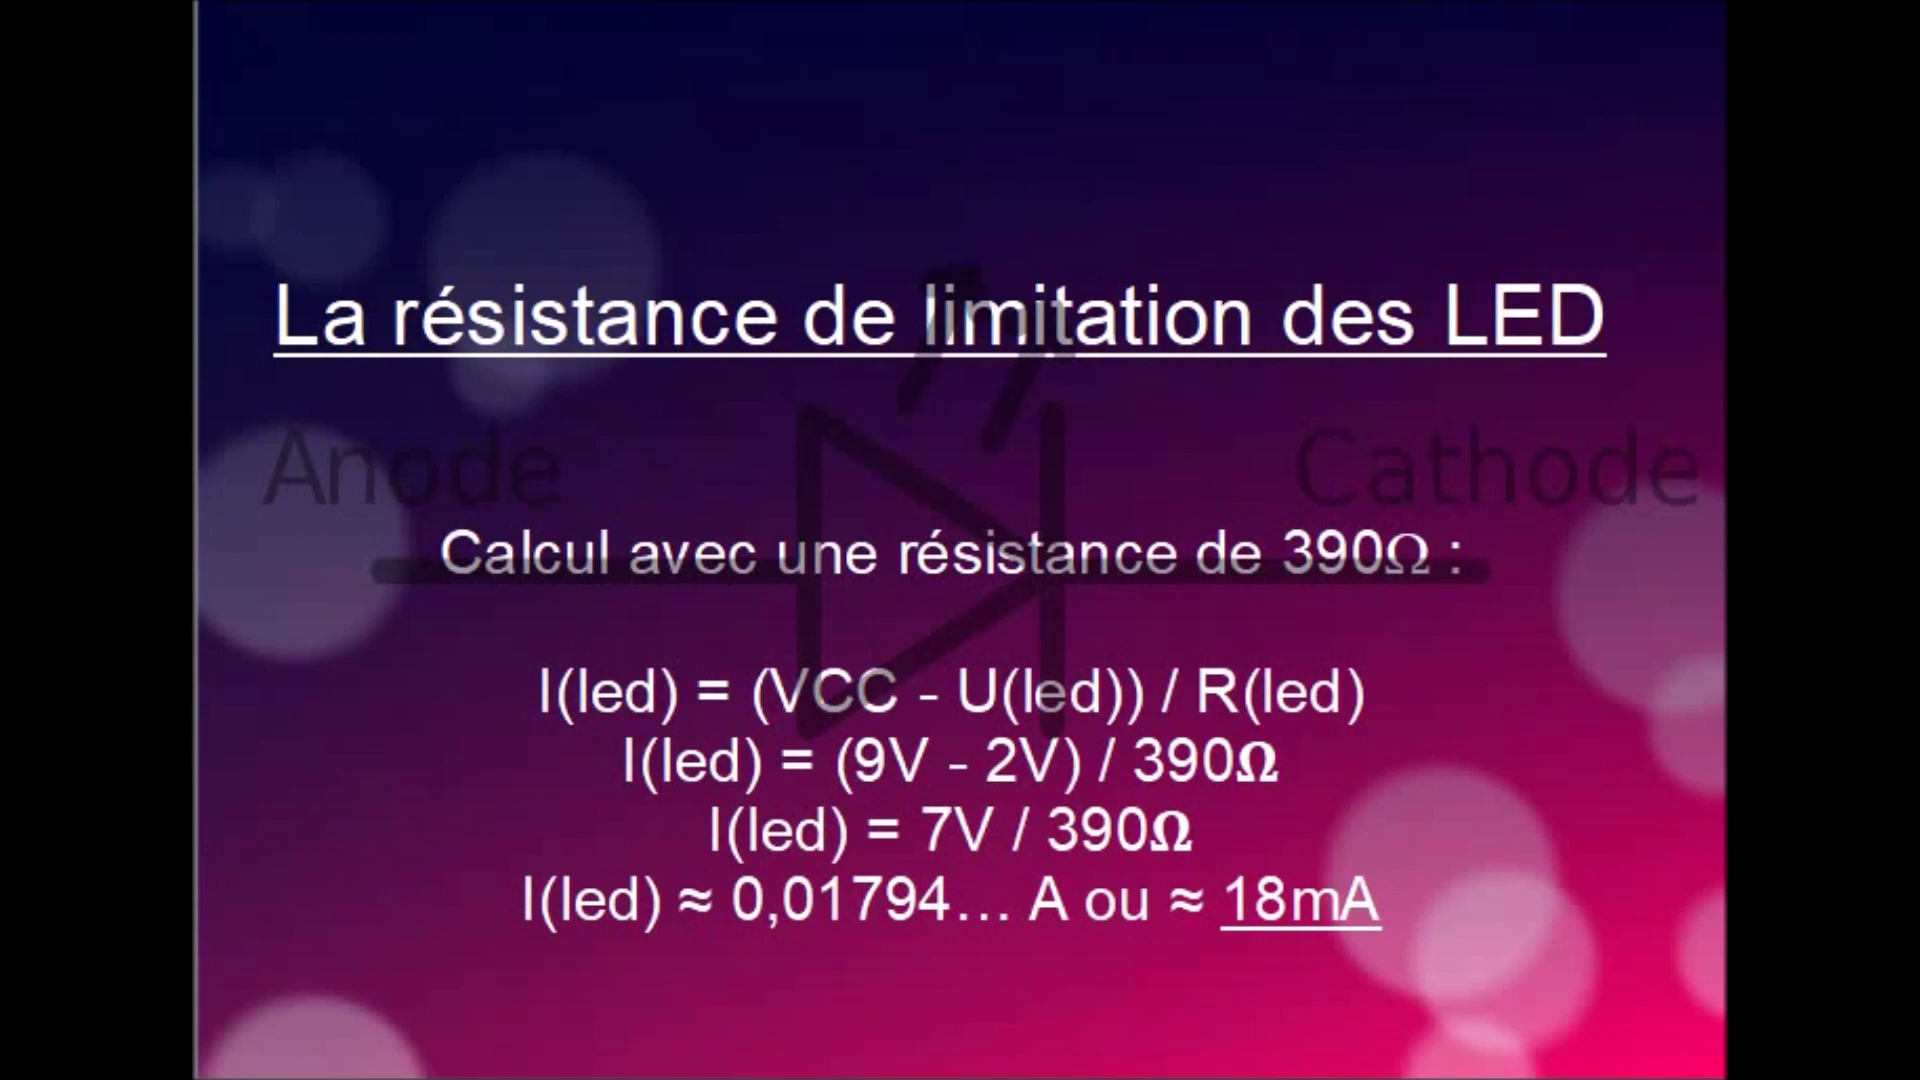 La résistance de limitation des LED
Anode
Cathode
Calcul avec une résistance de 390Ω :
I(led) = (VCC - U(led)) / R(led)
I(led) = (9V - 2V) / 390Ω
I(led) = 7V / 390Ω
I(led) ≈ 0,01794… A ou ≈ 18mA